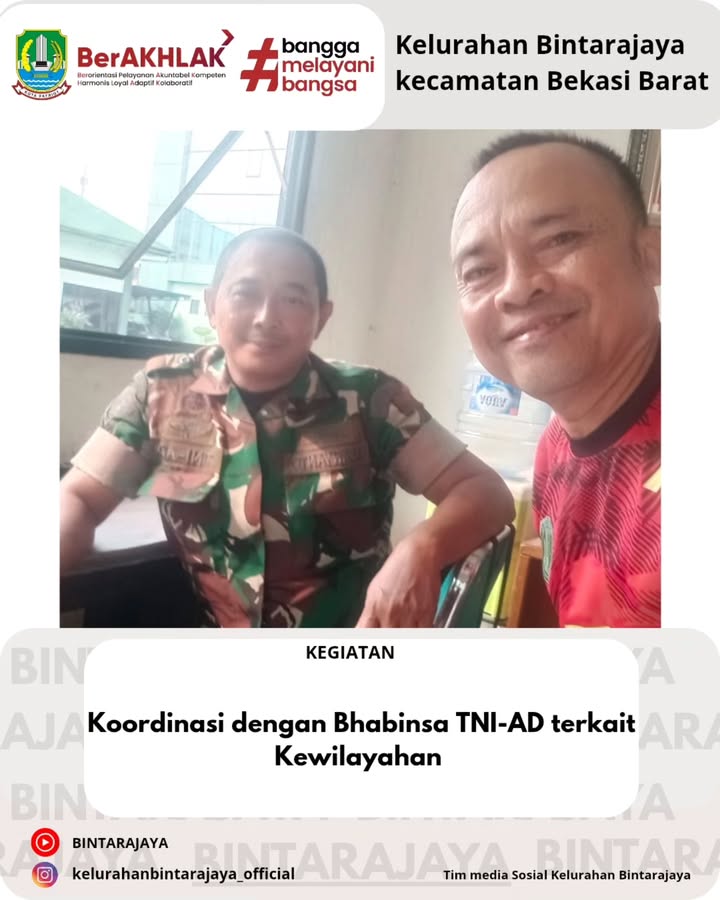 BerAKHLAK
Berorientasi Pelayanan Akuntabel Kompeten
Harmonis Loyal Adaptif Kolaboratif
#bangga
melayani
bangsa
Kelurahan Bintarajaya
kecamatan Bekasi Barat
KEGIATAN
Koordinasi dengan Bhabinsa TNI-AD terkait
Kewilayahan
BINTARAJAYA
kelurahanbintarajaya_official
BINTARAJAYA
Tim media Sosial Kelurahan Bintarajaya